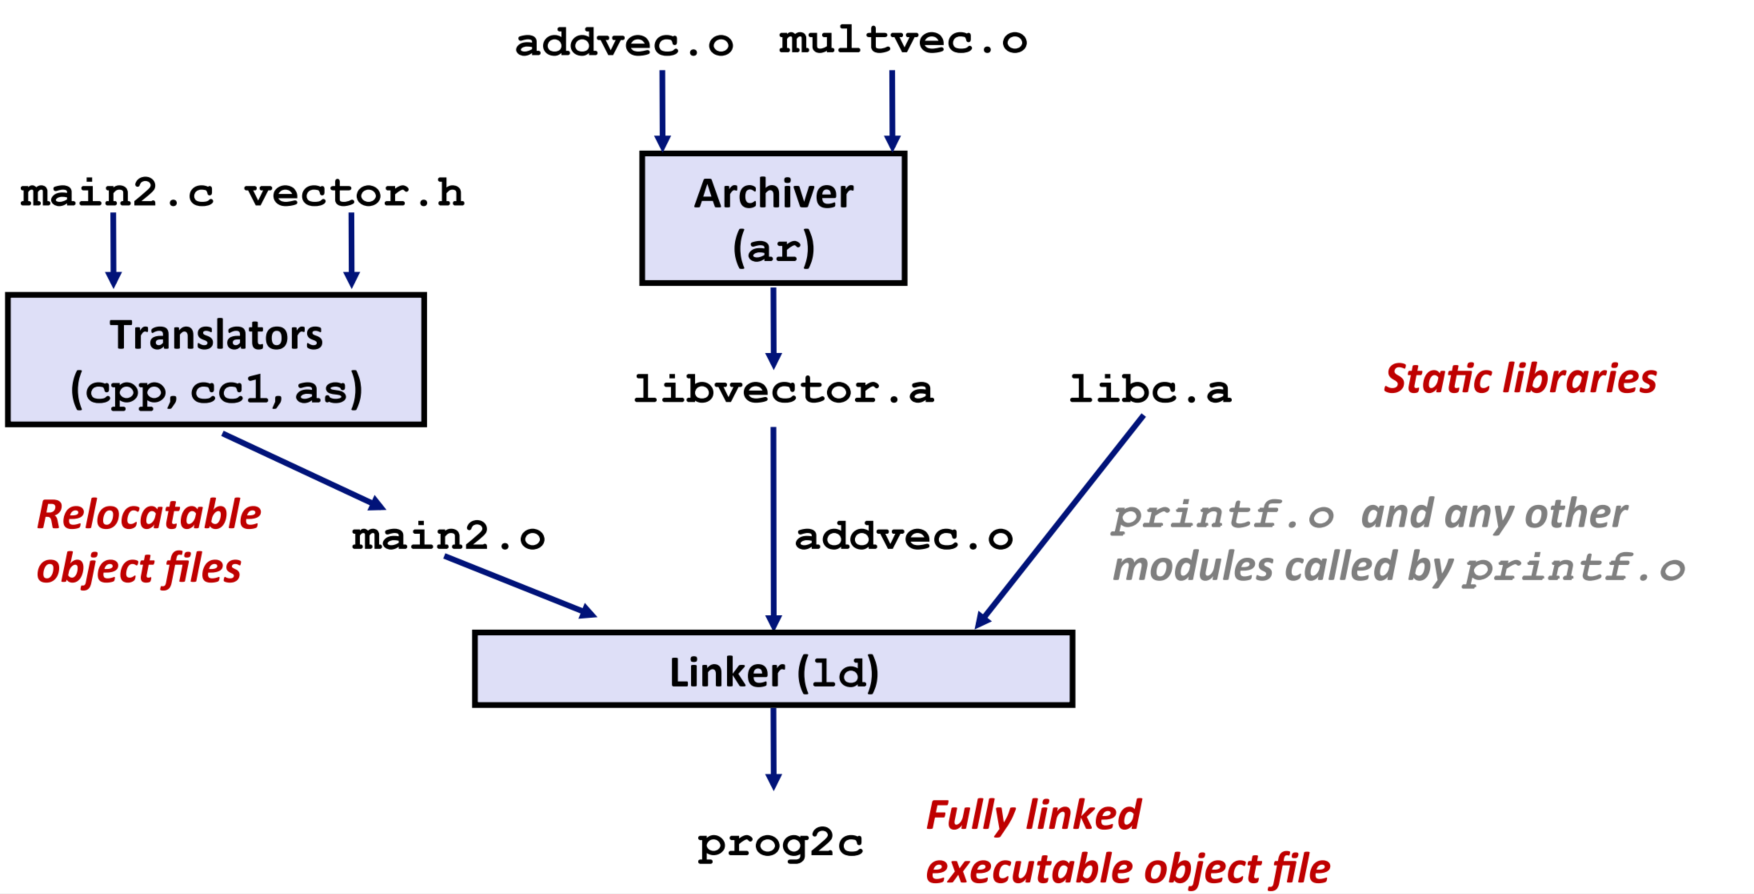 addvec.o multvec.o
main2.c vector.h
Archiver
(ar)
Translators
(cpp, cc1, as)
libvector.a
libc.a
Static libraries
Relocatable
object files
main2.o
addvec.o
printf.o and any other
modules called by printf.o
Linker (ld)
prog2c
Fully linked
executable object file